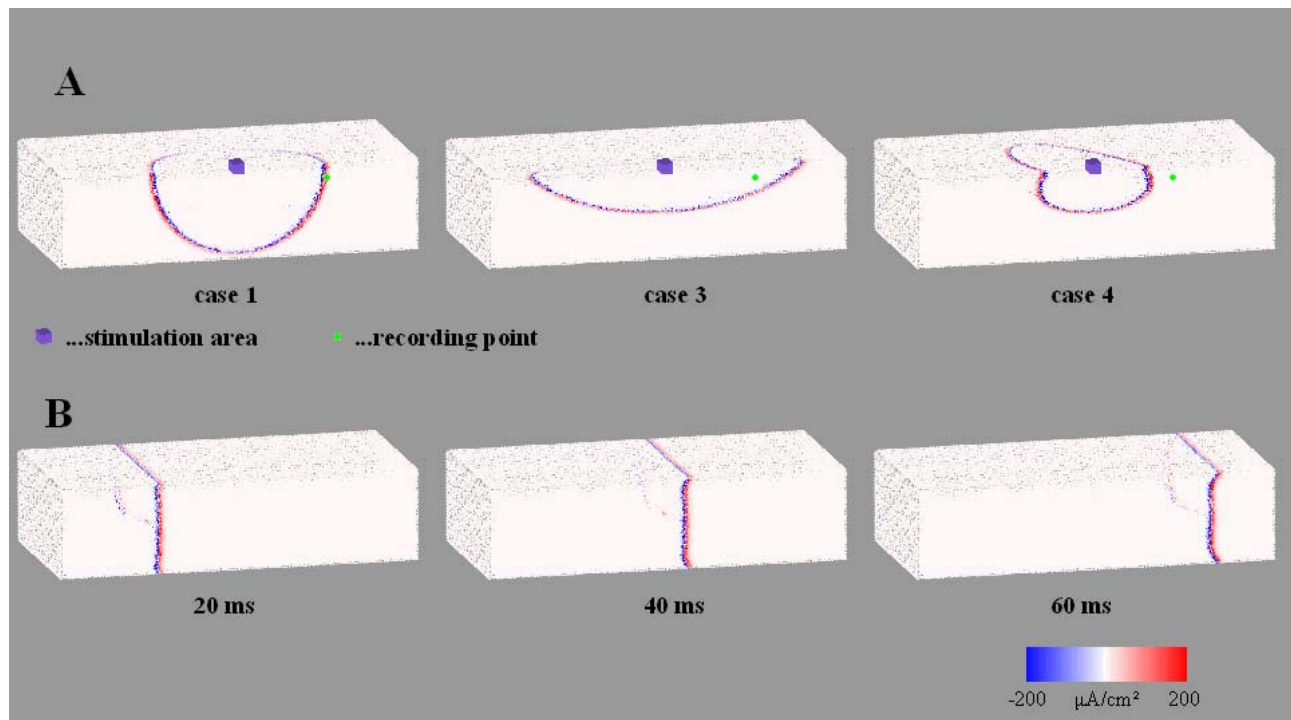 A
case 1
case 3
case 4
...stimulation area
...recording point
B
20 ms
40 ms
60 ms
-200 μA/cm² 200